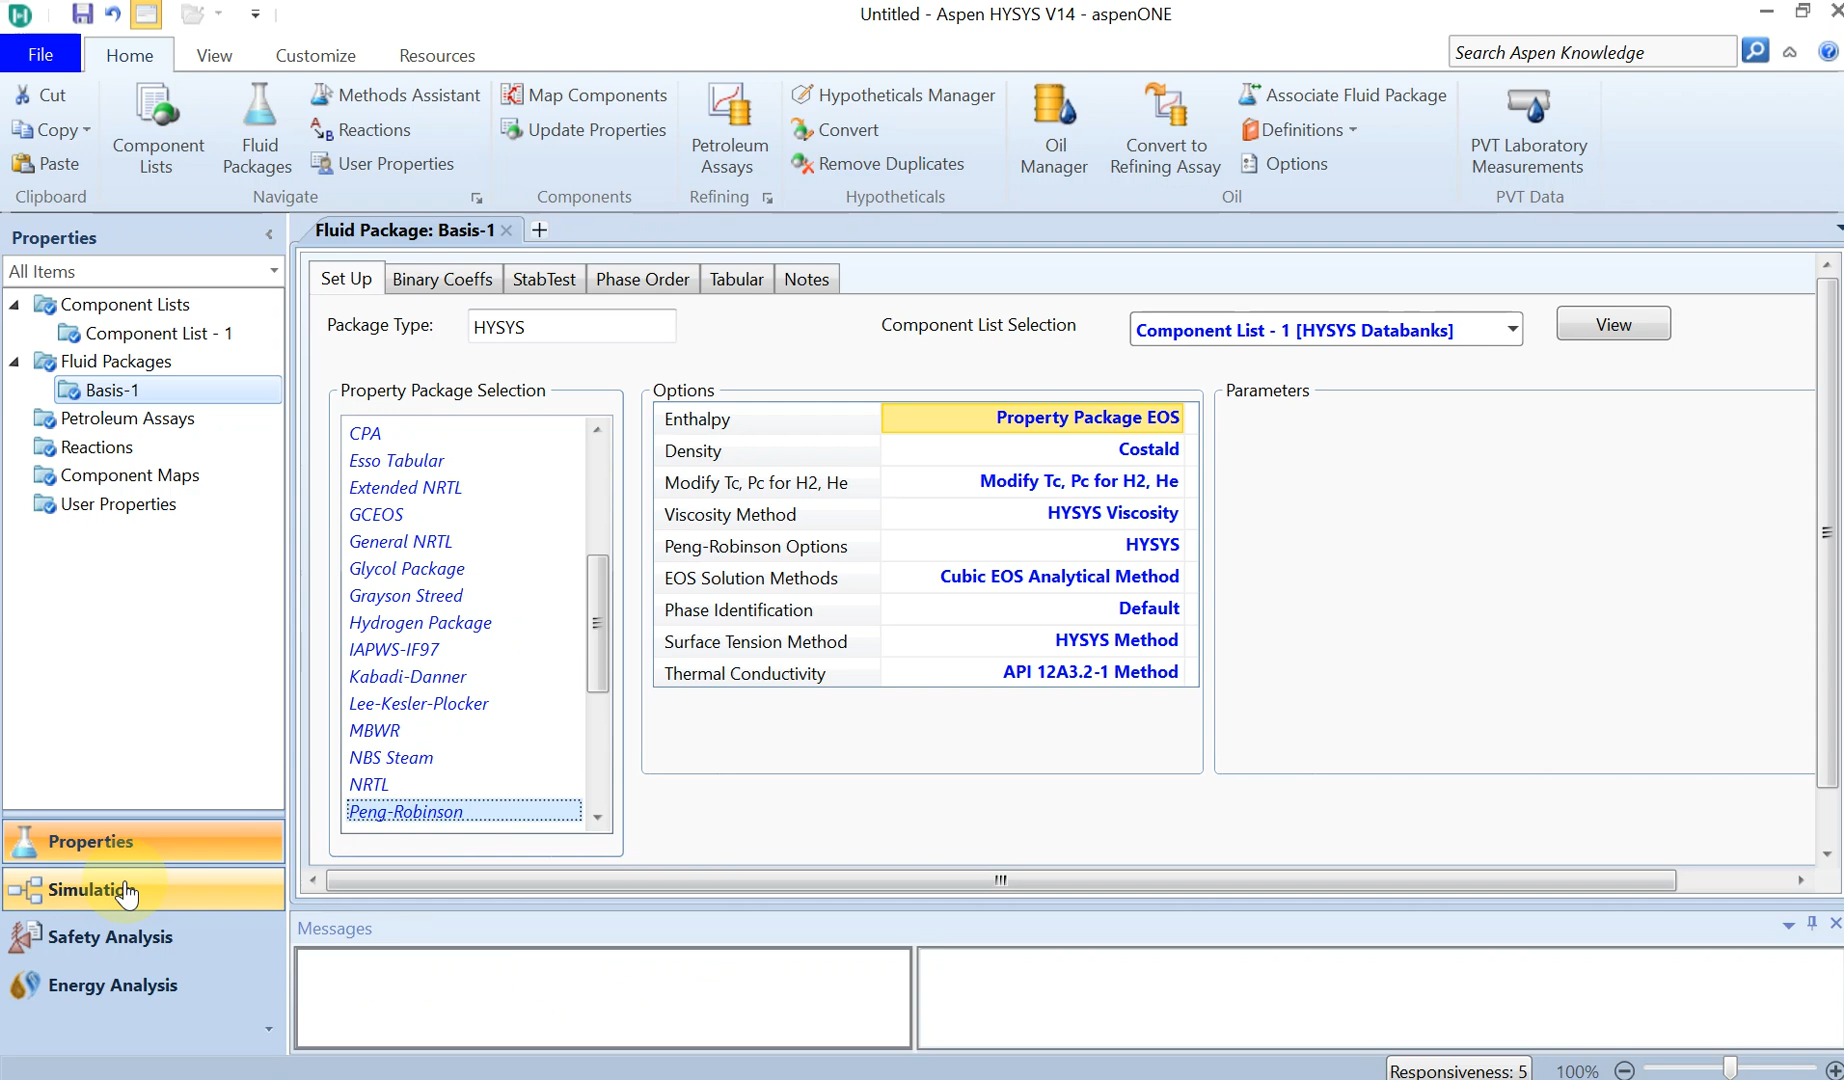 Untitled - Aspen HYSYS V14 - aspenONE
File
Home
View
Customize
Resources
Search Aspen Knowledge
Cut
Copy
Paste
Clipboard
Component Lists
Fluid Packages
Methods Assistant
Reactions
User Properties
Navigate
Map Components
Update Properties
Components
Petroleum Assays
Refining
Hypotheticals Manager
Convert
Remove Duplicates
Hypotheticals
Oil Manager
Convert to Refining Assay
Associate Fluid Package
Definitions
Options
Oil
PVT Laboratory Measurements
PVT Data
Properties
All Items
Component Lists
Component List - 1
Fluid Packages
Basis-1
Petroleum Assays
Reactions
Component Maps
User Properties
Properties
Simulation
Safety Analysis
Energy Analysis
Fluid Package: Basis-1
Set Up
Binary Coeffs
StabTest
Phase Order
Tabular
Notes
Package Type:
HYSYS
Component List Selection
Component List - 1 [HYSYS Databanks]
View
Property Package Selection
CPA
Esso Tabular
Extended NRTL
GCEOS
General NRTL
Glycol Package
Grayson Streed
Hydrogen Package
IAPWS-IF97
Kabadi-Danner
Lee-Kesler-Plocker
MBWR
NBS Steam
NRTL
Peng-Robinson
Options
Enthalpy Property Package EOS
Density Costald
Modify Tc, Pc for H2, He Modify Tc, Pc for H2, He
Viscosity Method HYSYS Viscosity
Peng-Robinson Options HYSYS
EOS Solution Methods Cubic EOS Analytical Method
Phase Identification Default
Surface Tension Method HYSYS Method
Thermal Conductivity API 12A3.2-1 Method
Parameters
Messages
Responsiveness: 5
100%